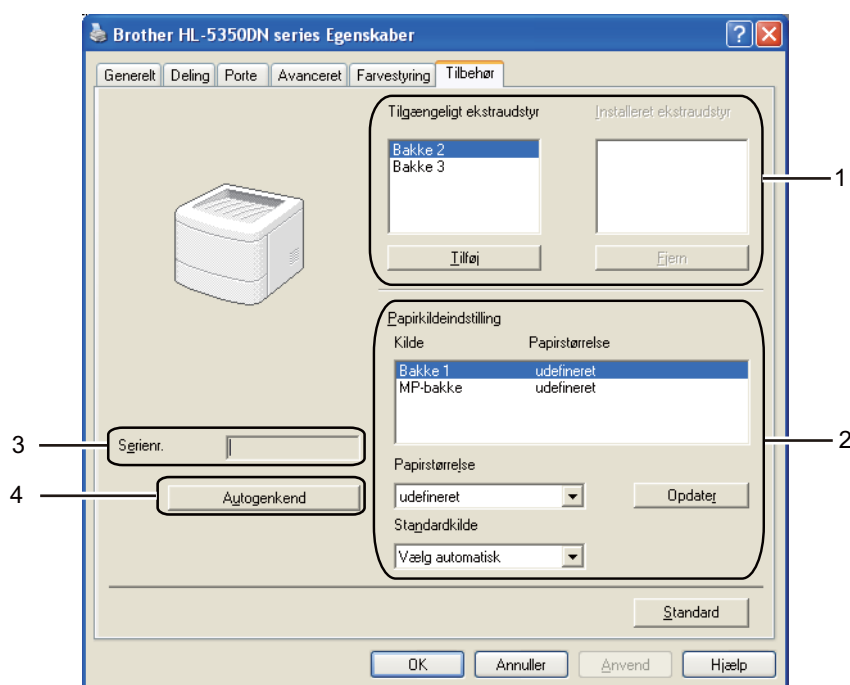 Brother HL-5350DN series Egenskaber
Generelt Deling Porte Avanceret Farvestyring Tilbehør
Tilgængeligt ekstraudstyr Installeret ekstraudstyr
Bakke 2
Bakke 3
1
Tilføj Fjern
Papirkildeindstilling
Kilde Papirstørrelse
Bakke 1 udefineret
MP-bakke udefineret
3 Serienr. 2
Papirstørrelse
4 Autogenkend udefineret Opdater
Standardkilde
Vælg automatisk
Standard
OK Annuller Anvend Hjælp